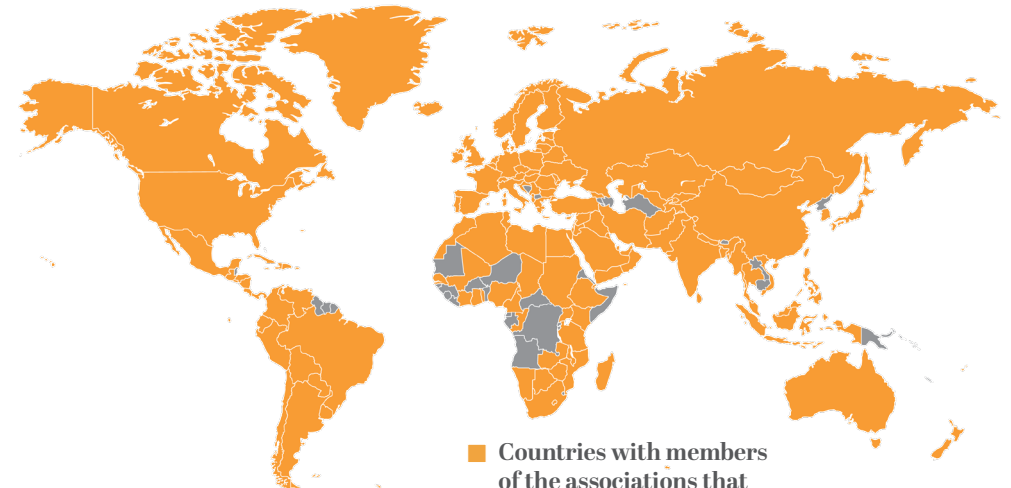 Countries with members
of the associations that